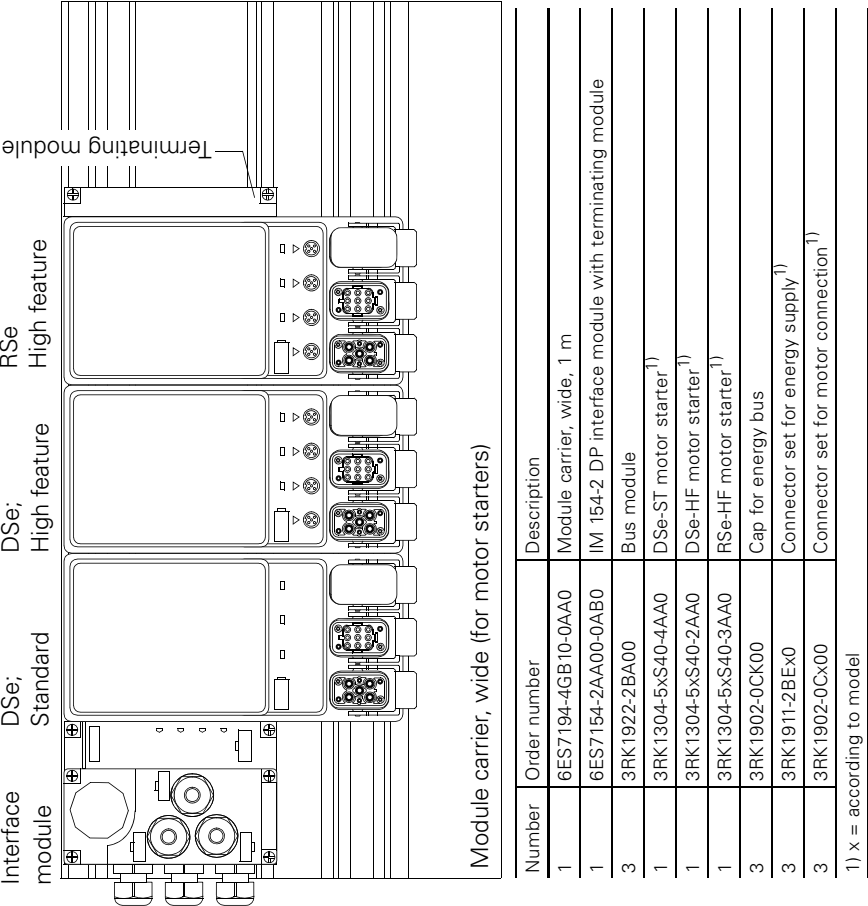 Interface
module
DSe;
Standard
DSe;
High feature
RSe
High feature
Terminating module
Module carrier, wide (for motor starters)
Number Order number Description
1 6ES7194-4GB10-0AA0 Module carrier, wide, 1 m
1 6ES7154-2AA00-0AB0 IM 154-2 DP interface module with terminating module
3 3RK1922-2BA00 Bus module
1 3RK1304-5xS40-4AA0 DSe-ST motor starter1)
1 3RK1304-5xS40-2AA0 DSe-HF motor starter1)
1 3RK1304-5xS40-3AA0 RSe-HF motor starter1)
3 3RK1902-0CK00 Cap for energy bus
3 3RK1911-2BEx0 Connector set for energy supply1)
3 3RK1902-0Cx00 Connector set for motor connection1)
1) x = according to model